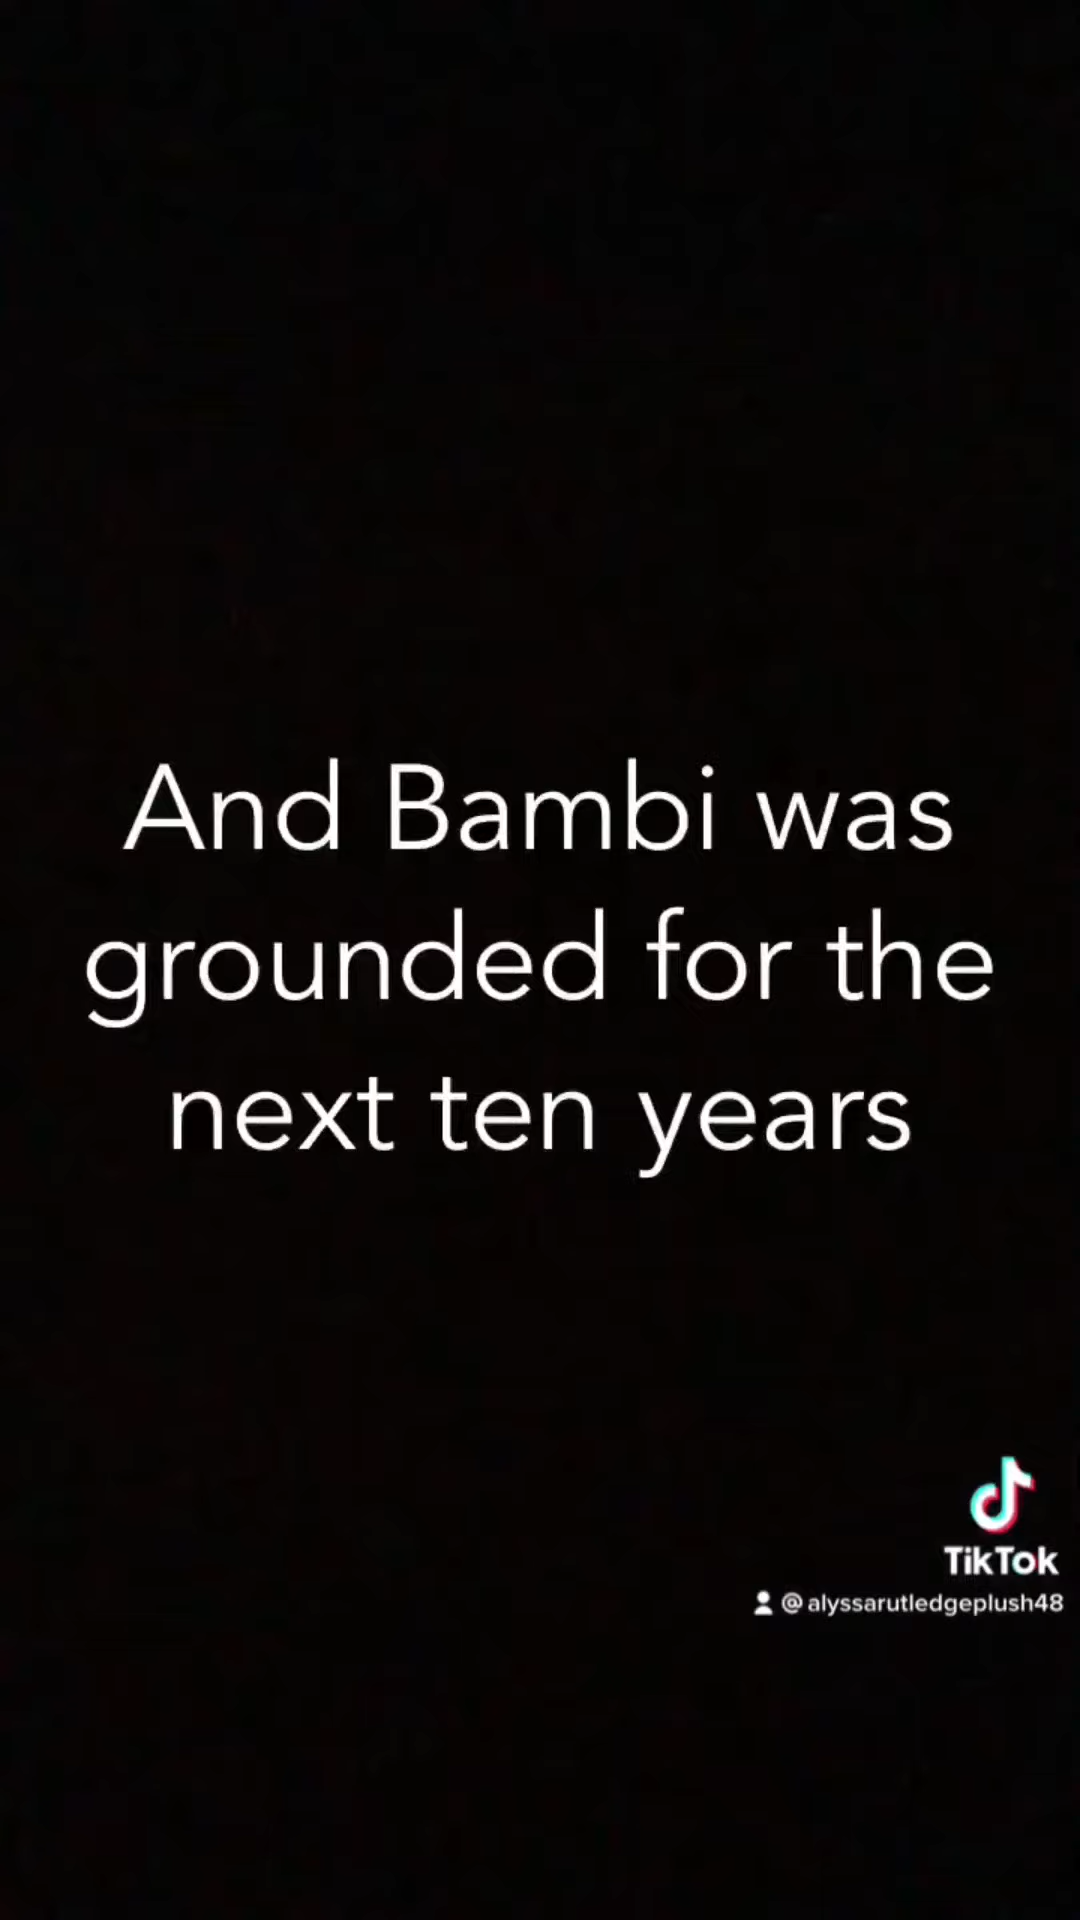 And Bambi was
grounded for the
next ten years
TikTok
@alyssarutledgeplush48